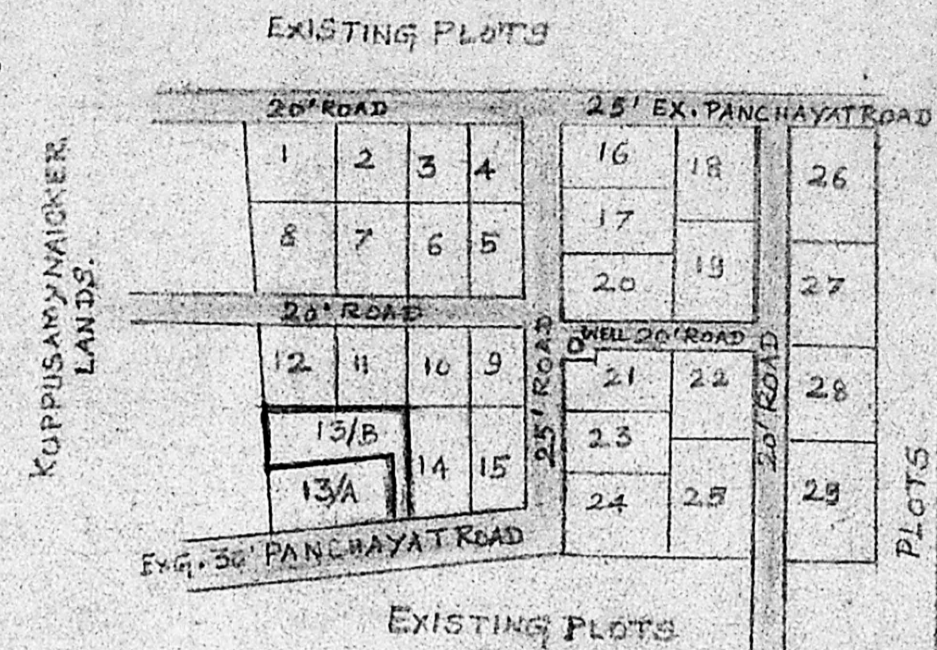 EXISTING PLOTS
20' ROAD
25' EX. PANCHAYAT ROAD
1 2 3 4
16 18
26
8 7 6 5
17
20 19
27
KUPPUSAMYNAICKER
LANDS.
20' ROAD
WELL 20' ROAD
25' ROAD
20' ROAD
12 11 10 9
21 22
28
13/B
23
13/A
14 15
24 25
29
PLOTS
EXG. 30' PANCHAYAT ROAD
EXISTING PLOTS